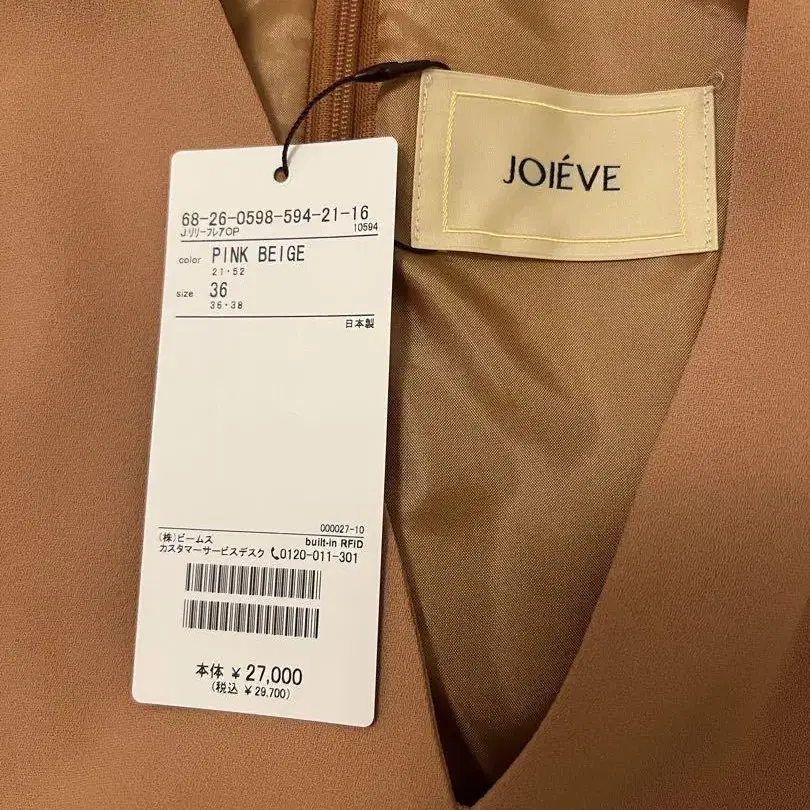 JOIÉVE
68-26-0598-594-21-16
J.リリーフレアOP 10594
color PINK BEIGE
21・52
size 36
36・38
日本製
000027-10
(株)ビームス built-in RFID
カスタマーサービスデスク 0120-011-301
本体 ¥27,000
(税込 ¥29,700)